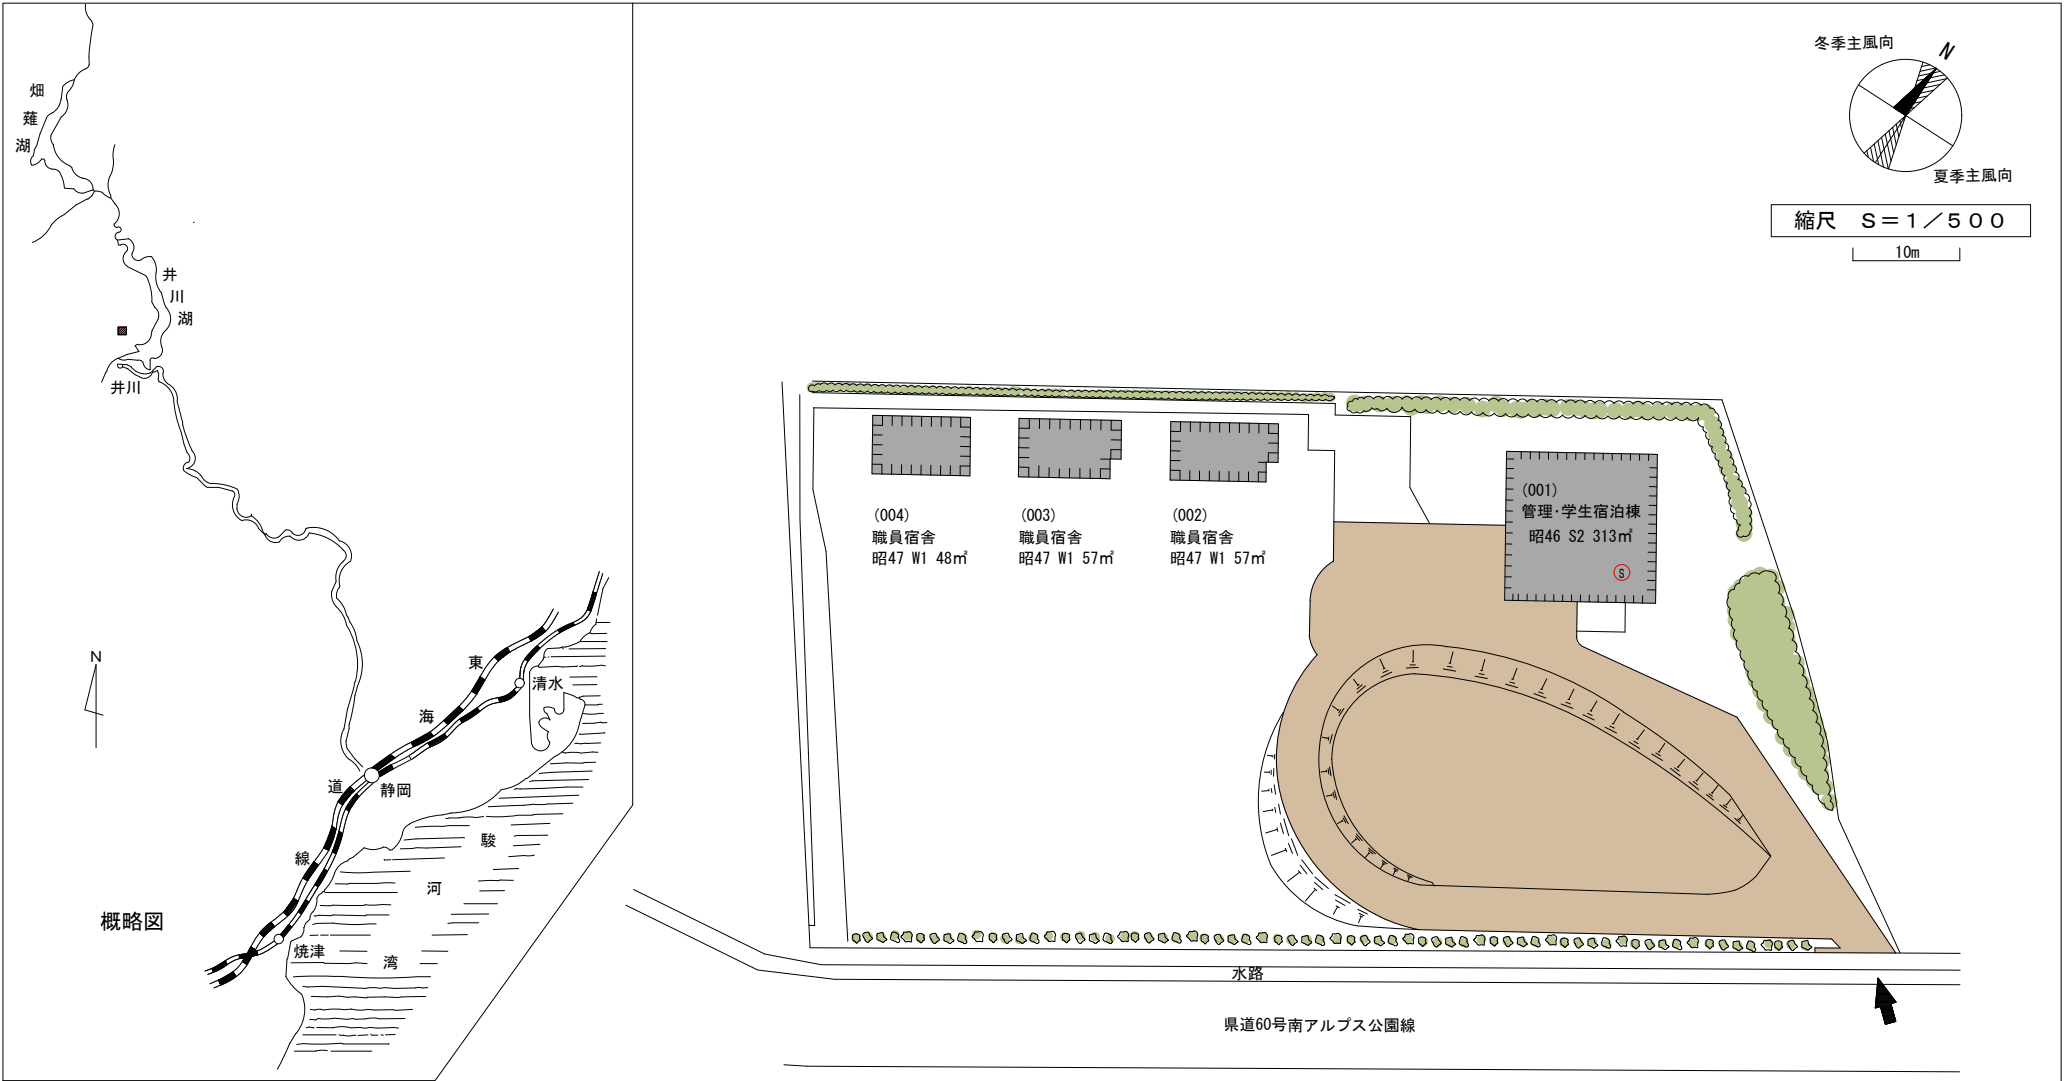 畑薙湖
井川湖
井川
N
東海道線
清水
静岡
駿河湾
焼津
概略図
冬季主風向
N
夏季主風向
縮尺 S=1/500
10m
(004)
職員宿舎
昭47 W1 48㎡
(003)
職員宿舎
昭47 W1 57㎡
(002)
職員宿舎
昭47 W1 57㎡
(001)
管理・学生宿泊棟
昭46 S2 313㎡
S
水路
県道60号南アルプス公園線